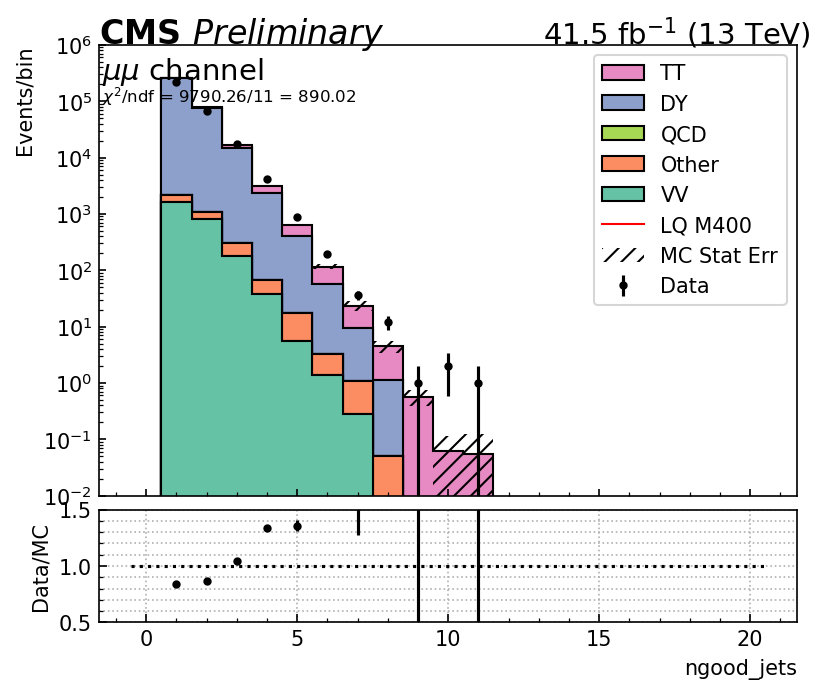 CMS Preliminary 41.5 fb⁻¹ (13 TeV)
μμ channel
χ²/ndf = 9790.26/11 = 890.02
Events/bin
10⁶
10⁵
10⁴
10³
10²
10¹
10⁰
10⁻¹
10⁻²
TT
DY
QCD
Other
VV
LQ M400
MC Stat Err
Data
Data/MC
1.5
1.0
0.5
0 5 10 15 20
ngood_jets